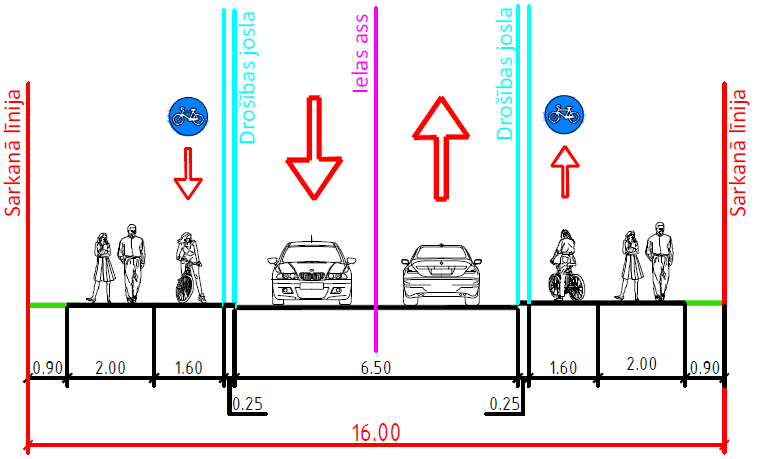 Sarkanā līnija
Drošības josla
Ielas ass
Drošības josla
Sarkanā līnija
0.90
2.00
1.60
6.50
1.60
2.00
0.90
0.25
0.25
16.00